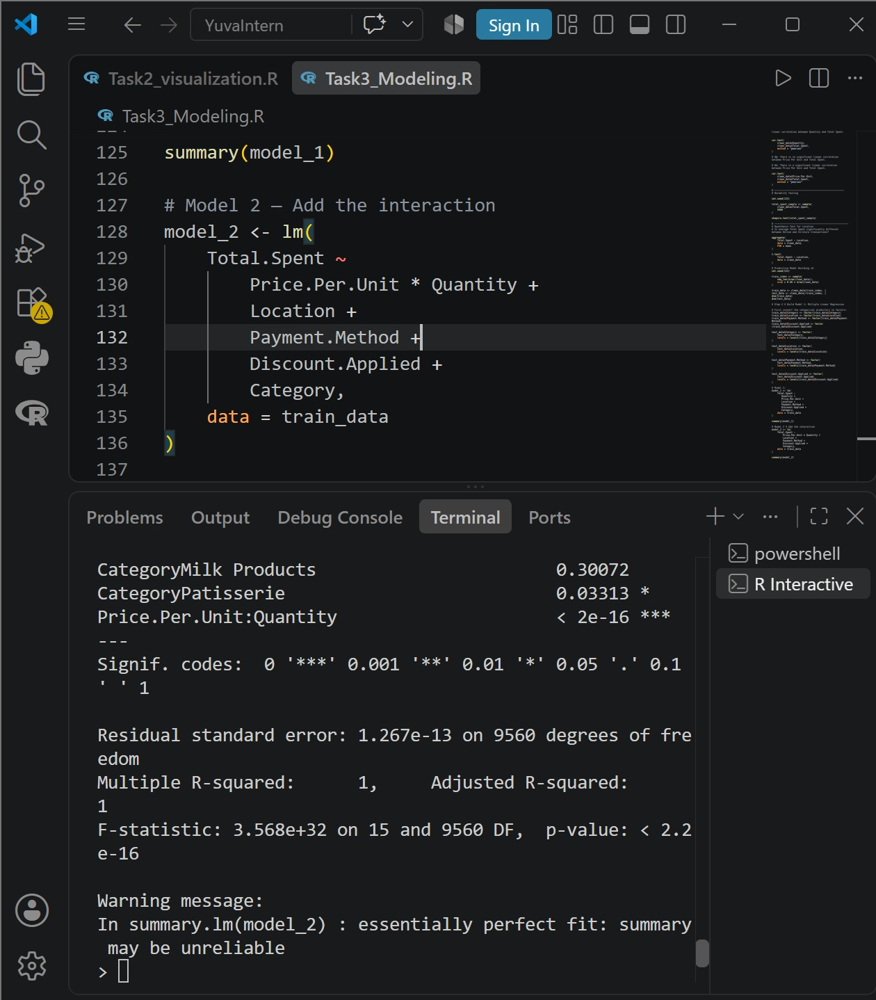 YuvaIntern
Sign In
Task2_visualization.R
Task3_Modeling.R
Task3_Modeling.R
125 summary(model_1)
126
127 # Model 2 – Add the interaction
128 model_2 <- lm(
129 Total.Spent ~
130 Price.Per.Unit * Quantity +
131 Location +
132 Payment.Method +
133 Discount.Applied +
134 Category,
135 data = train_data
136 )
137
Problems Output Debug Console Terminal Ports
powershell
R Interactive
CategoryMilk Products 0.30072
CategoryPatisserie 0.03313 *
Price.Per.Unit:Quantity < 2e-16 ***
---
Signif. codes: 0 '***' 0.001 '**' 0.01 '*' 0.05 '.' 0.1
' ' 1
Residual standard error: 1.267e-13 on 9560 degrees of fre
edom
Multiple R-squared: 1, Adjusted R-squared:
1
F-statistic: 3.568e+32 on 15 and 9560 DF, p-value: < 2.2
e-16
Warning message:
In summary.lm(model_2) : essentially perfect fit: summary
may be unreliable
>